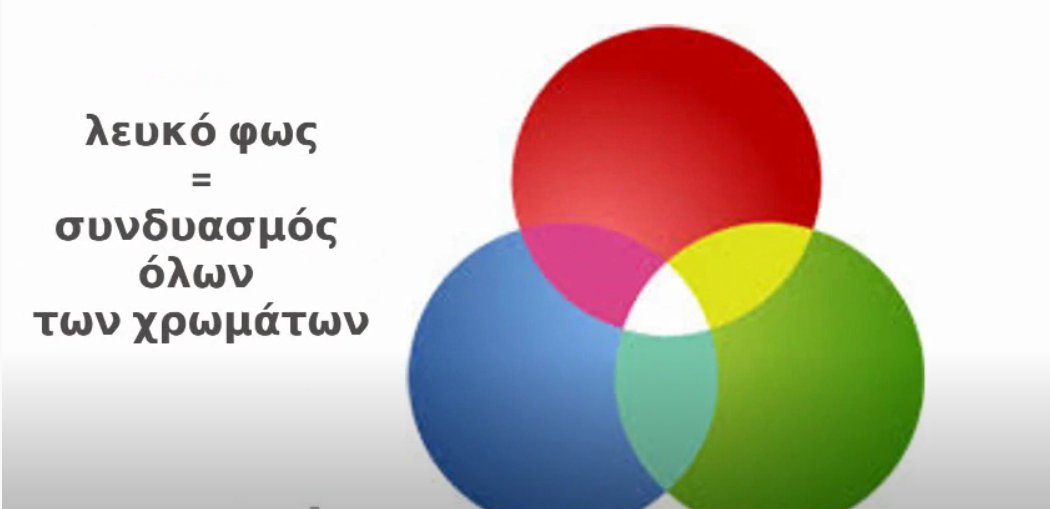 λευκό φως
=
συνδυασμός
όλων
των χρωμάτων